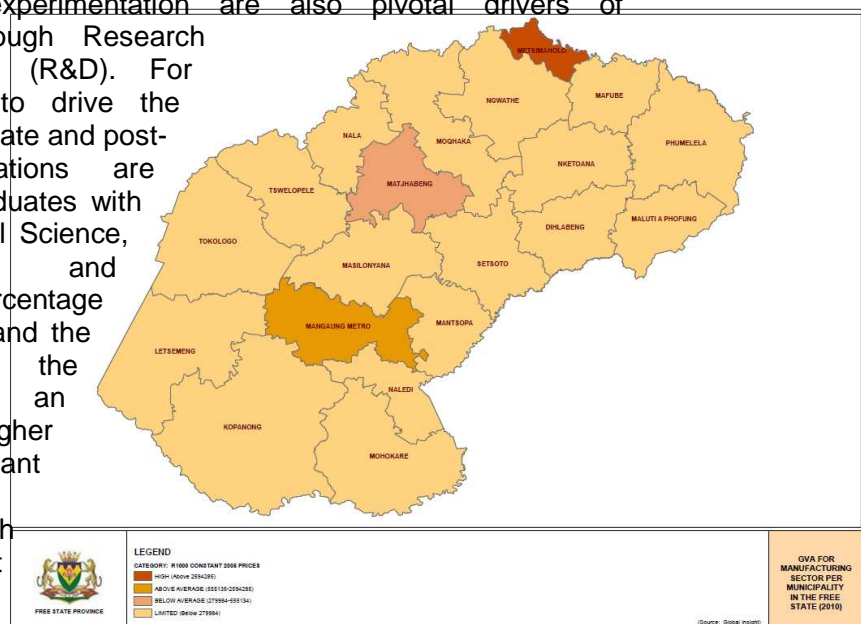 experimentation are also pivotal drivers of
ough Research
(R&D). For
to drive the
ate and post-
ations are
duates with
l Science,
and
rcentage
and the
the
an
gher
ant
METSIMAHOLO
NGWATHE
MAFUBE
NALA
MOQHAKA
PHUMELELA
NKETOANA
MATJHABENG
TSWELOPELE
DIHLABENG
MALUTI A PHOFUNG
TOKOLOGO
MASILONYANA
SETSOTO
MANGAUNG METRO
MANTSOPA
LETSEMENG
NALEDI
KOPANONG
MOHOKARE
FREE STATE PROVINCE
LEGEND
CATEGORY: R1000 CONSTANT 2005 PRICES
HIGH (Above 2594285)
ABOVE AVERAGE (555135-2594285)
BELOW AVERAGE (279984-555134)
LIMITED (Below 279984)
(Source: Global Insight)
GVA FOR
MANUFACTURING
SECTOR PER
MUNICIPALITY
IN THE FREE
STATE (2010)